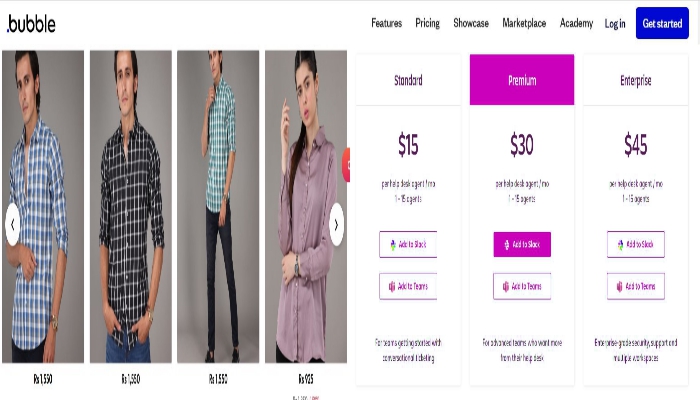 .bubble
Features Pricing Showcase Marketplace Academy Log in Get started
Rs 1,550
Rs 1,550
Rs 1,550
Rs 925
Standard
$15
per help desk agent / mo
1 - 15 agents
Add to Slack
Add to Teams
For teams getting started with
conversational ticketing
Premium
$30
per help desk agent / mo
1 - 15 agents
Add to Slack
Add to Teams
For advanced teams who want more
from their help desk
Enterprise
$45
per help desk agent / mo
1 - 15 agents
Add to Slack
Add to Teams
Enterprise-grade security, support and
multiple workspaces